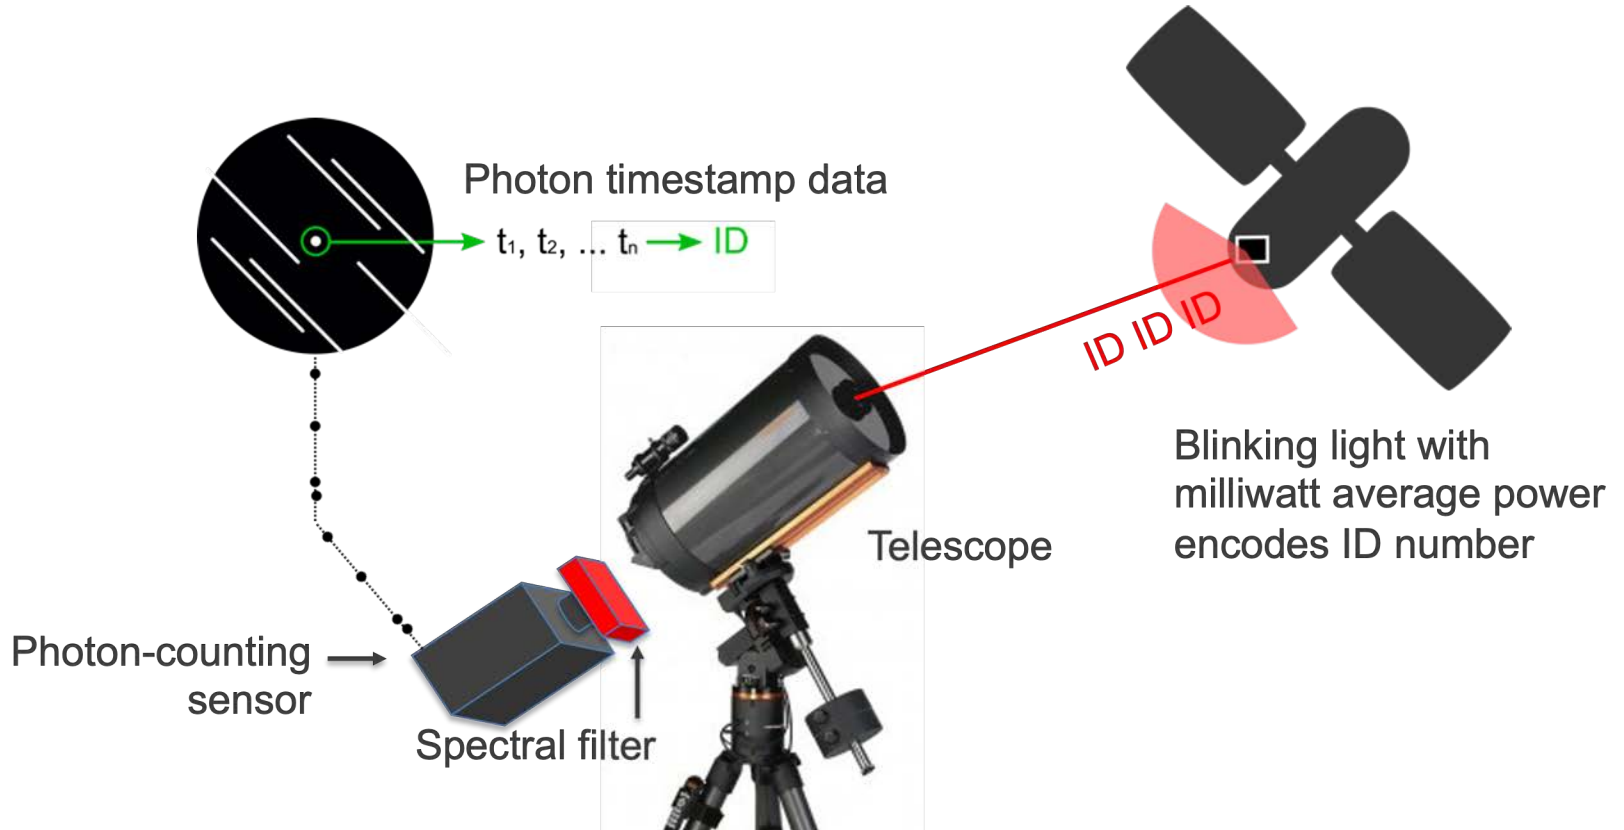 Photon timestamp data
t1, t2, ... tn ID
ID ID ID
Blinking light with
milliwatt average power
encodes ID number
Telescope
Photon-counting
sensor
Spectral filter